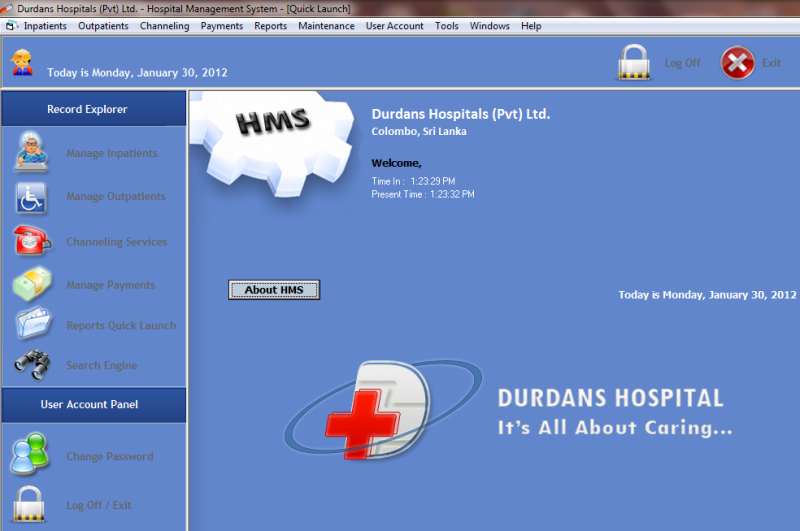 Durdans Hospitals (Pvt) Ltd. - Hospital Management System - [Quick Launch]
Inpatients Outpatients Channeling Payments Reports Maintenance User Account Tools Windows Help
Today is Monday, January 30, 2012
Log Off
Exit
Record Explorer
Manage Inpatients
Manage Outpatients
Channeling Services
Manage Payments
Reports Quick Launch
Search Engine
User Account Panel
Change Password
Log Off / Exit
HMS
Durdans Hospitals (Pvt) Ltd.
Colombo, Sri Lanka
Welcome,
Time In : 1:23:29 PM
Present Time : 1:23:32 PM
About HMS
Today is Monday, January 30, 2012
DURDANS HOSPITAL
It's All About Caring...